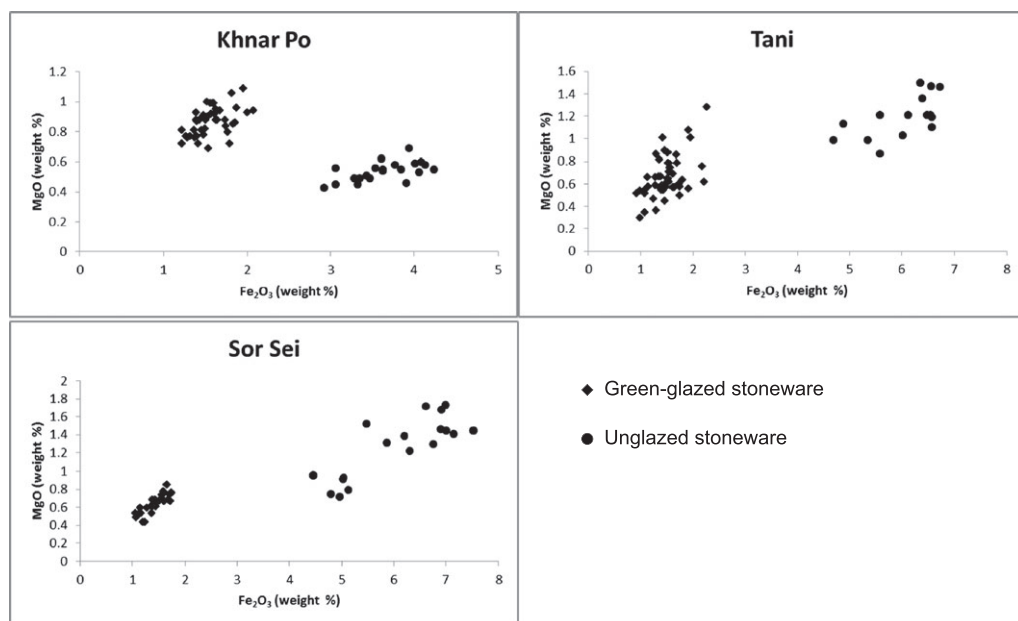 Khnar Po
MgO (weight %)
1.2
1
0.8
0.6
0.4
0.2
0
0 1 2 3 4 5
Fe₂O₃ (weight %)
Tani
MgO (weight %)
1.6
1.4
1.2
1
0.8
0.6
0.4
0.2
0
0 1 2 3 4 5 6 7 8
Fe₂O₃ (weight %)
Sor Sei
MgO (weight %)
2
1.8
1.6
1.4
1.2
1
0.8
0.6
0.4
0.2
0
0 1 2 3 4 5 6 7 8
Fe₂O₃ (weight %)
Green-glazed stoneware
Unglazed stoneware